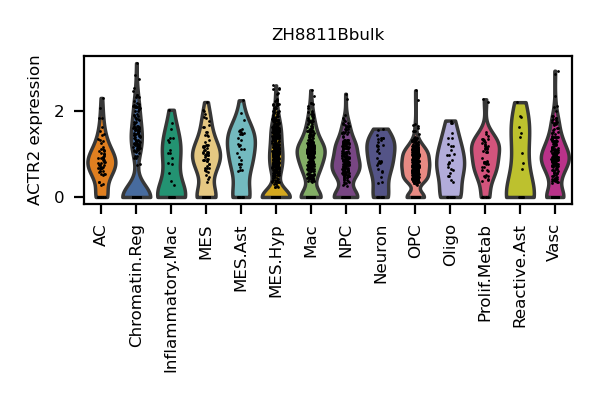 ZH8811Bbulk
ACTR2 expression
2
0
AC
Chromatin.Reg
Inflammatory.Mac
MES
MES.Ast
MES.Hyp
Mac
NPC
Neuron
OPC
Oligo
Prolif.Metab
Reactive.Ast
Vasc